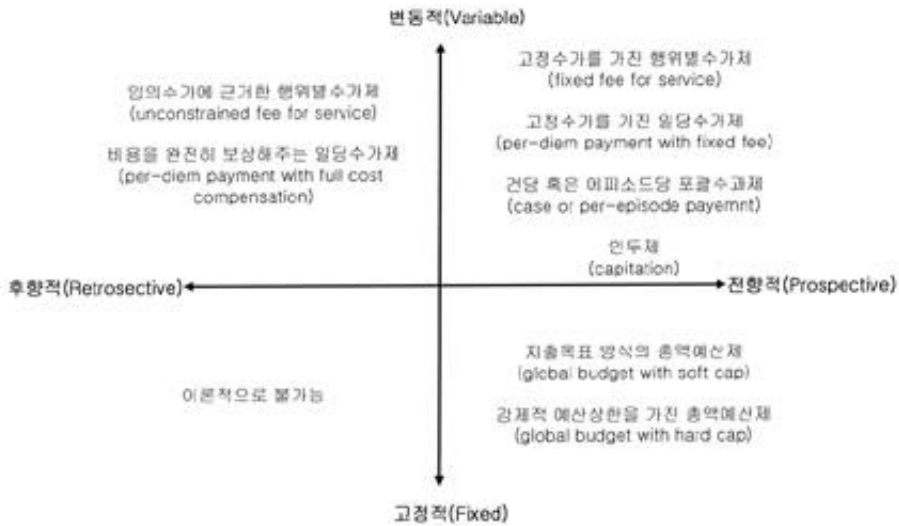 변동적(Variable)
임의수가에 근거한 행위별수가제
(unconstrained fee for service)
비용을 완전히 보상해주는 일당수가제
(per-diem payment with full cost
compensation)
고정수가를 가진 행위별수가제
(fixed fee for service)
고정수가를 가진 일당수가제
(per-diem payment with fixed fee)
건당 혹은 에피소드당 포괄수과제
(case or per-episode payemnt)
인두제
(capitation)
후향적(Retrosective)
전향적(Prospective)
이론적으로 불가능
지출목표 방식의 총액예산제
(global budget with soft cap)
강제적 예산상한을 가진 총액예산제
(global budget with hard cap)
고정적(Fixed)